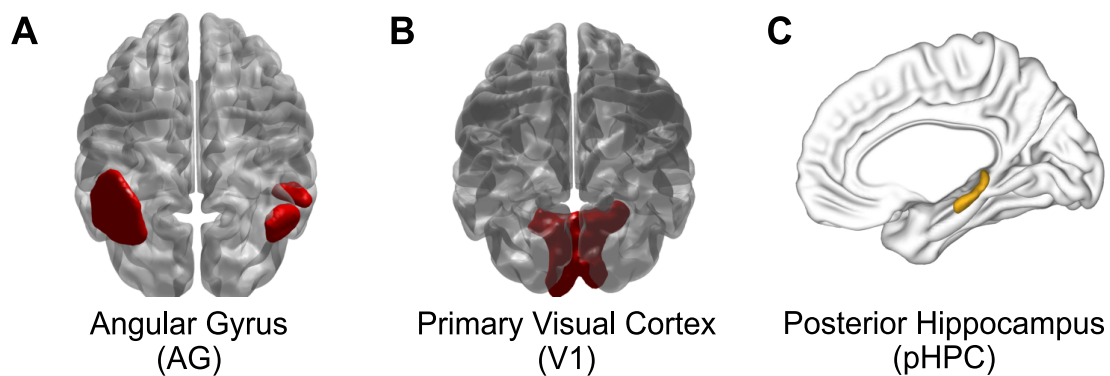 A
B
C
Angular Gyrus
(AG)
Primary Visual Cortex
(V1)
Posterior Hippocampus
(pHPC)